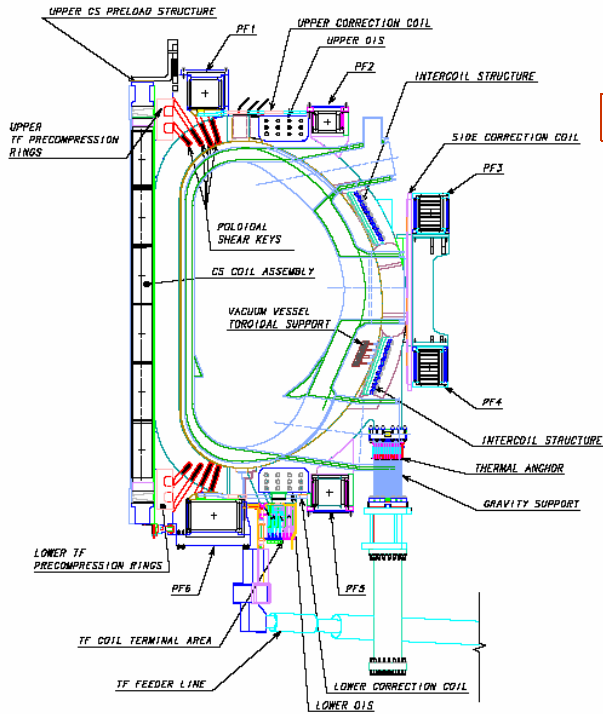 UPPER CS PRELOAD STRUCTURE
PF1
UPPER CORRECTION COIL
UPPER OIS
PF2
INTERCOIL STRUCTURE
UPPER
TF PRECOMPRESSION
RINGS
SIDE CORRECTION COIL
PF3
POLOIDAL
SHEAR KEYS
CS COIL ASSEMBLY
VACUUM VESSEL
TOROIDAL SUPPORT
PF4
INTERCOIL STRUCTURE
THERMAL ANCHOR
GRAVITY SUPPORT
LOWER TF
PRECOMPRESSION RINGS
PF6
PF5
TF COIL TERMINAL AREA
TF FEEDER LINE
LOWER CORRECTION COIL
LOWER OIS